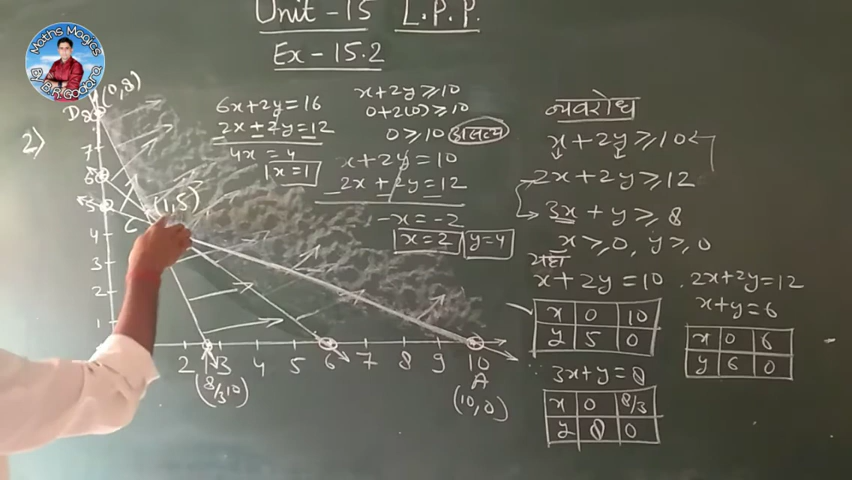 Unit-15 L.P.P.
Ex-15.2
Maths Magics
By B.R. Godara
2)
D (0,8)
8
7
6
5
4
3
2
1
C
(1,5)
2 3 4 5 6 7 8 9 10
(8/3,0)
A
(10,0)
6x+2y=16
2x+2y=12
4x=4
x=1
x+2y≥10
0+2(0)≥10
0≥10 असत्य
x+2y=10
2x+2y=12
-x=-2
x=2 y=4
व्यवरोध
x+2y≥10
2x+2y≥12
3x+y≥8
x≥0, y≥0
यहाँ
x+2y=10
x 0 10
y 5 0
2x+2y=12
x+y=6
x 0 6
y 6 0
3x+y=8
x 0 8/3
y 8 0